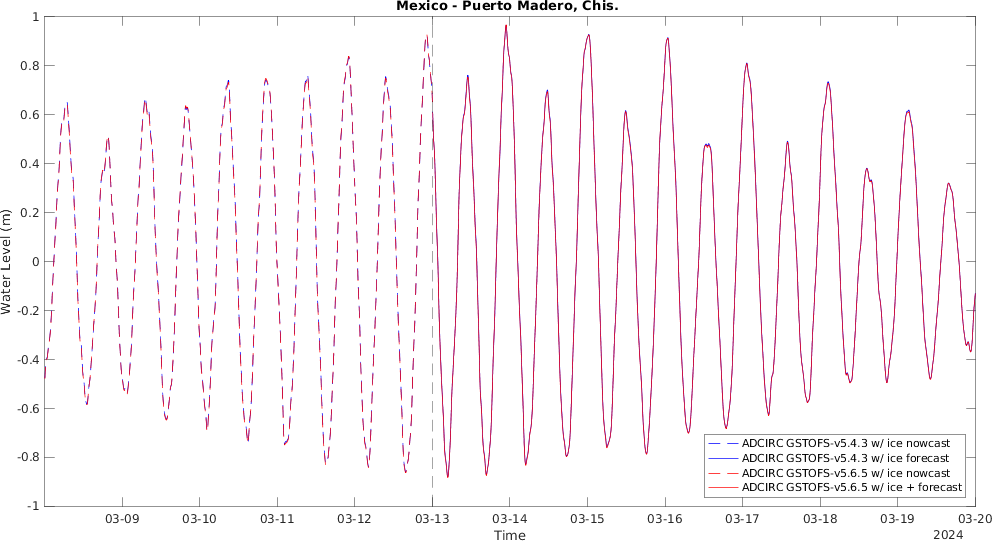 Mexico - Puerto Madero, Chis.
1
0.8
0.6
0.4
0.2
0
-0.2
-0.4
-0.6
-0.8
-1
Water Level (m)
ADCIRC GSTOFS-v5.4.3 w/ ice nowcast
ADCIRC GSTOFS-v5.4.3 w/ ice forecast
ADCIRC GSTOFS-v5.6.5 w/ ice nowcast
ADCIRC GSTOFS-v5.6.5 w/ ice + forecast
03-09 03-10 03-11 03-12 03-13 03-14 03-15 03-16 03-17 03-18 03-19 03-20
Time
2024